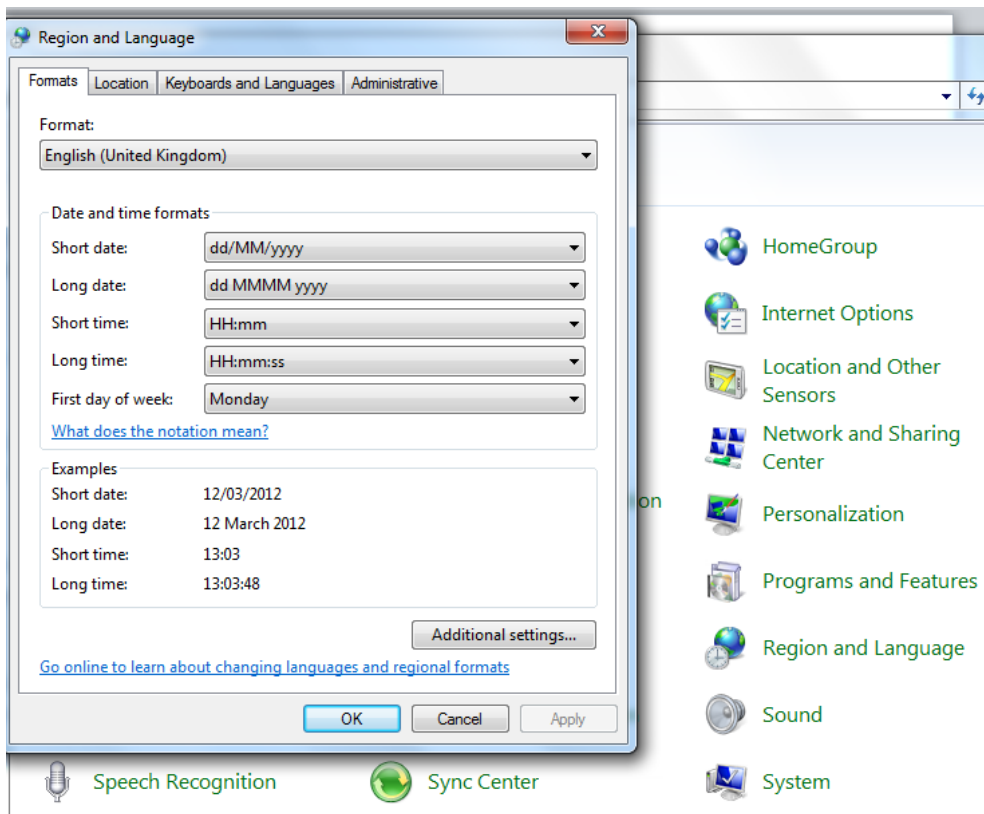 Region and Language
Formats
Location
Keyboards and Languages
Administrative
Format:
English (United Kingdom)
Date and time formats
Short date: dd/MM/yyyy
Long date: dd MMMM yyyy
Short time: HH:mm
Long time: HH:mm:ss
First day of week: Monday
What does the notation mean?
Examples
Short date: 12/03/2012
Long date: 12 March 2012
Short time: 13:03
Long time: 13:03:48
Additional settings...
Go online to learn about changing languages and regional formats
OK
Cancel
Apply
on
HomeGroup
Internet Options
Location and Other
Sensors
Network and Sharing
Center
Personalization
Programs and Features
Region and Language
Sound
Speech Recognition
Sync Center
System